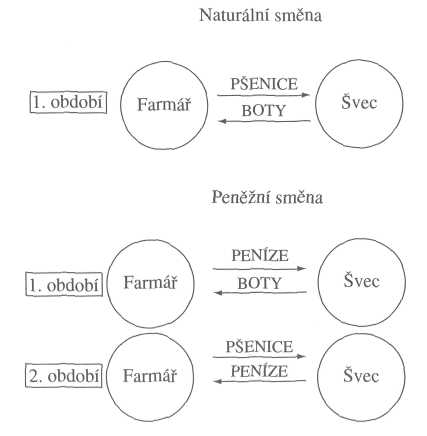 Naturální směna
PŠENICE
1. období Farmář Švec
BOTY
Peněžní směna
PENÍZE
1. období Farmář Švec
BOTY
PŠENICE
2. období Farmář Švec
PENÍZE